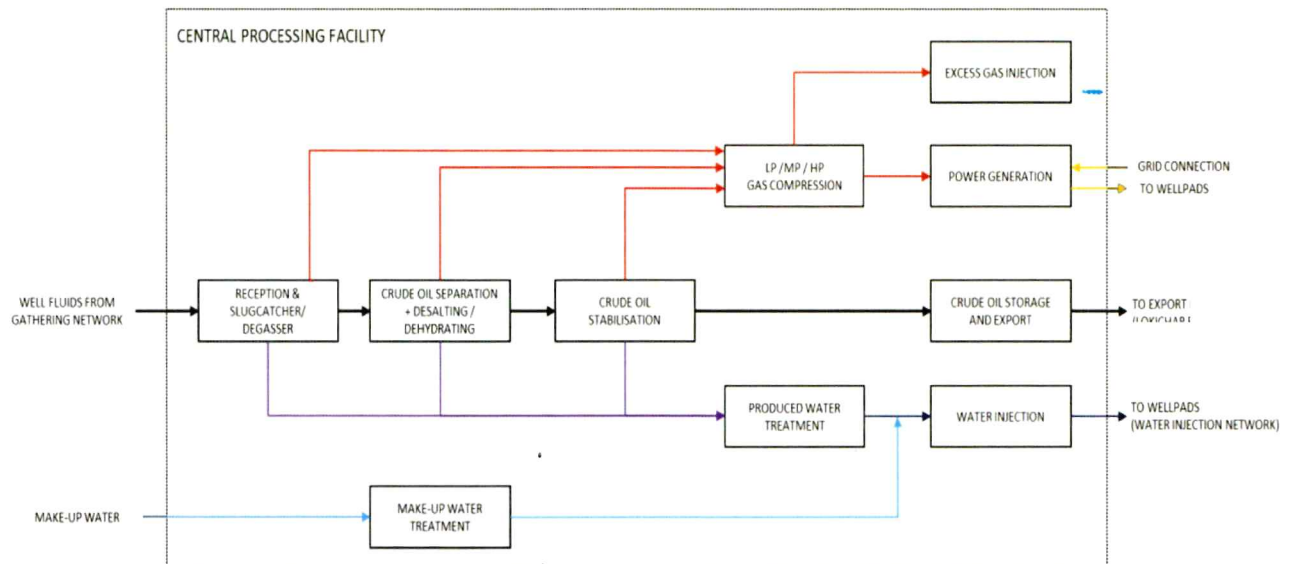 CENTRAL PROCESSING FACILITY
EXCESS GAS INJECTION
LP / MP / HP
GAS COMPRESSION
POWER GENERATION
GRID CONNECTION
TO WELLPADS
WELL FLUIDS FROM
GATHERING NETWORK
RECEPTION &
SLUGCATCHER/
DEGASSER
CRUDE OIL SEPARATION
+ DESALTING /
DEHYDRATING
CRUDE OIL
STABILISATION
CRUDE OIL STORAGE
AND EXPORT
TO EXPORT
PRODUCED WATER
TREATMENT
WATER INJECTION
TO WELLPADS
(WATER INJECTION NETWORK)
MAKE-UP WATER
MAKE-UP WATER
TREATMENT